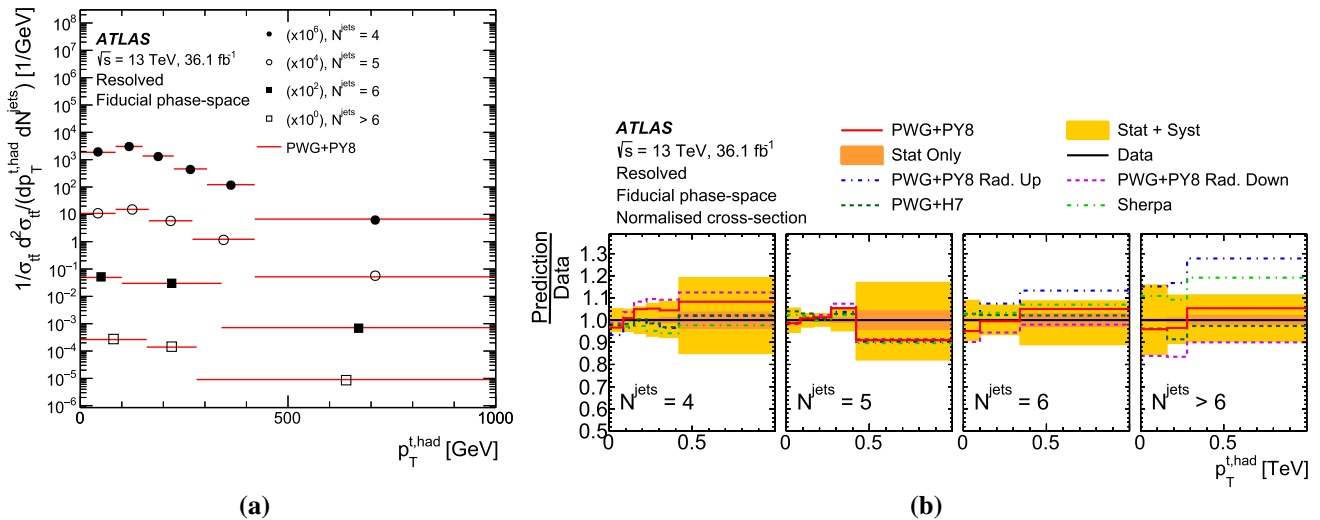 ATLAS
√s = 13 TeV, 36.1 fb⁻¹
Resolved
Fiducial phase-space
(x10⁶), N^jets = 4
(x10⁴), N^jets = 5
(x10²), N^jets = 6
(x10⁰), N^jets > 6
PWG+PY8
1/σ_tt̄ d²σ_tt̄/(dp_T^t,had dN^jets) [1/GeV]
10⁸
10⁷
10⁶
10⁵
10⁴
10³
10²
10
1
10⁻¹
10⁻²
10⁻³
10⁻⁴
10⁻⁵
10⁻⁶
0 500 1000
p_T^t,had [GeV]
(a)
ATLAS
√s = 13 TeV, 36.1 fb⁻¹
Resolved
Fiducial phase-space
Normalised cross-section
PWG+PY8 Stat + Syst
Stat Only Data
PWG+PY8 Rad. Up PWG+PY8 Rad. Down
PWG+H7 Sherpa
Prediction
Data
1.3
1.2
1.1
1.0
0.9
0.8
0.7
0.6
0.5
N^jets = 4 N^jets = 5 N^jets = 6 N^jets > 6
0 0.5 0 0.5 0 0.5 0 0.5
p_T^t,had [TeV]
(b)